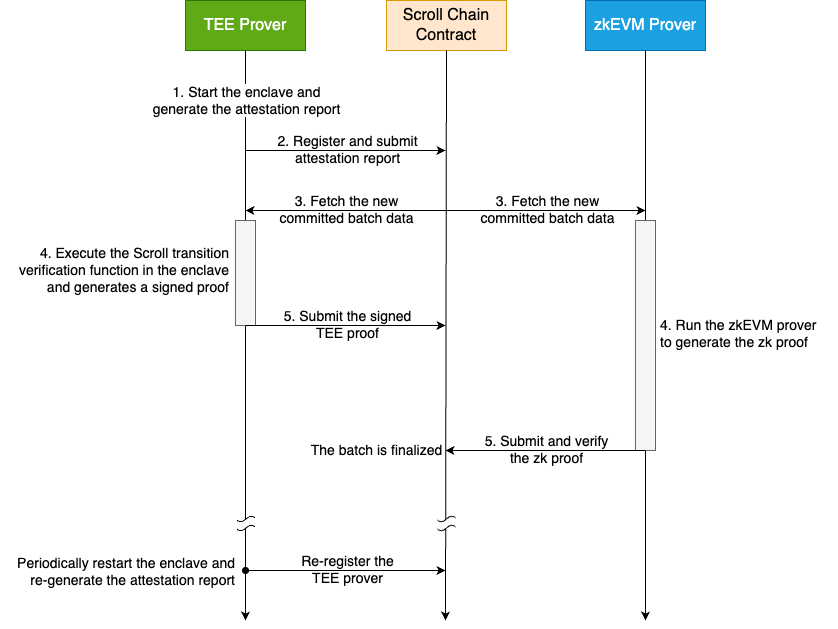 TEE Prover
Scroll Chain
Contract
zkEVM Prover
1. Start the enclave and
generate the attestation report
2. Register and submit
attestation report
3. Fetch the new
committed batch data
3. Fetch the new
committed batch data
4. Execute the Scroll transition
verification function in the enclave
and generates a signed proof
5. Submit the signed
TEE proof
4. Run the zkEVM prover
to generate the zk proof
The batch is finalized
5. Submit and verify
the zk proof
Periodically restart the enclave and
re-generate the attestation report
Re-register the
TEE prover